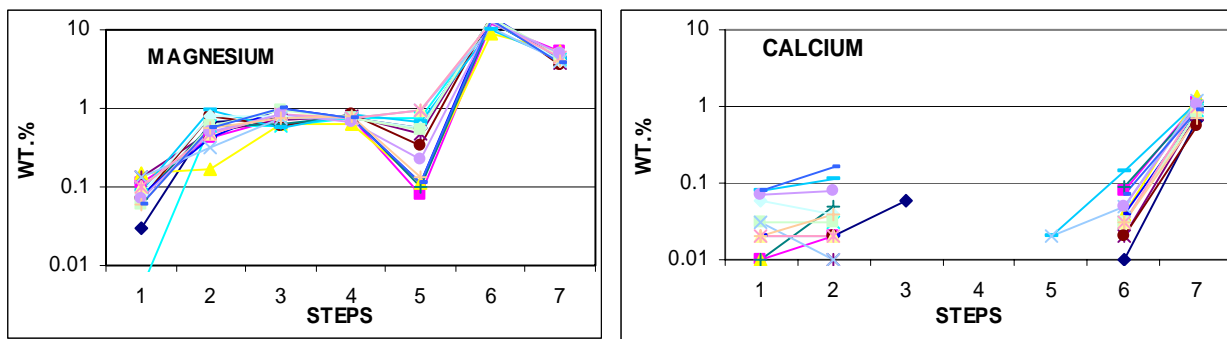 MAGNESIUM
WT.%
10
1
0.1
0.01
1 2 3 4 5 6 7
STEPS
CALCIUM
WT.%
10
1
0.1
0.01
1 2 3 4 5 6 7
STEPS